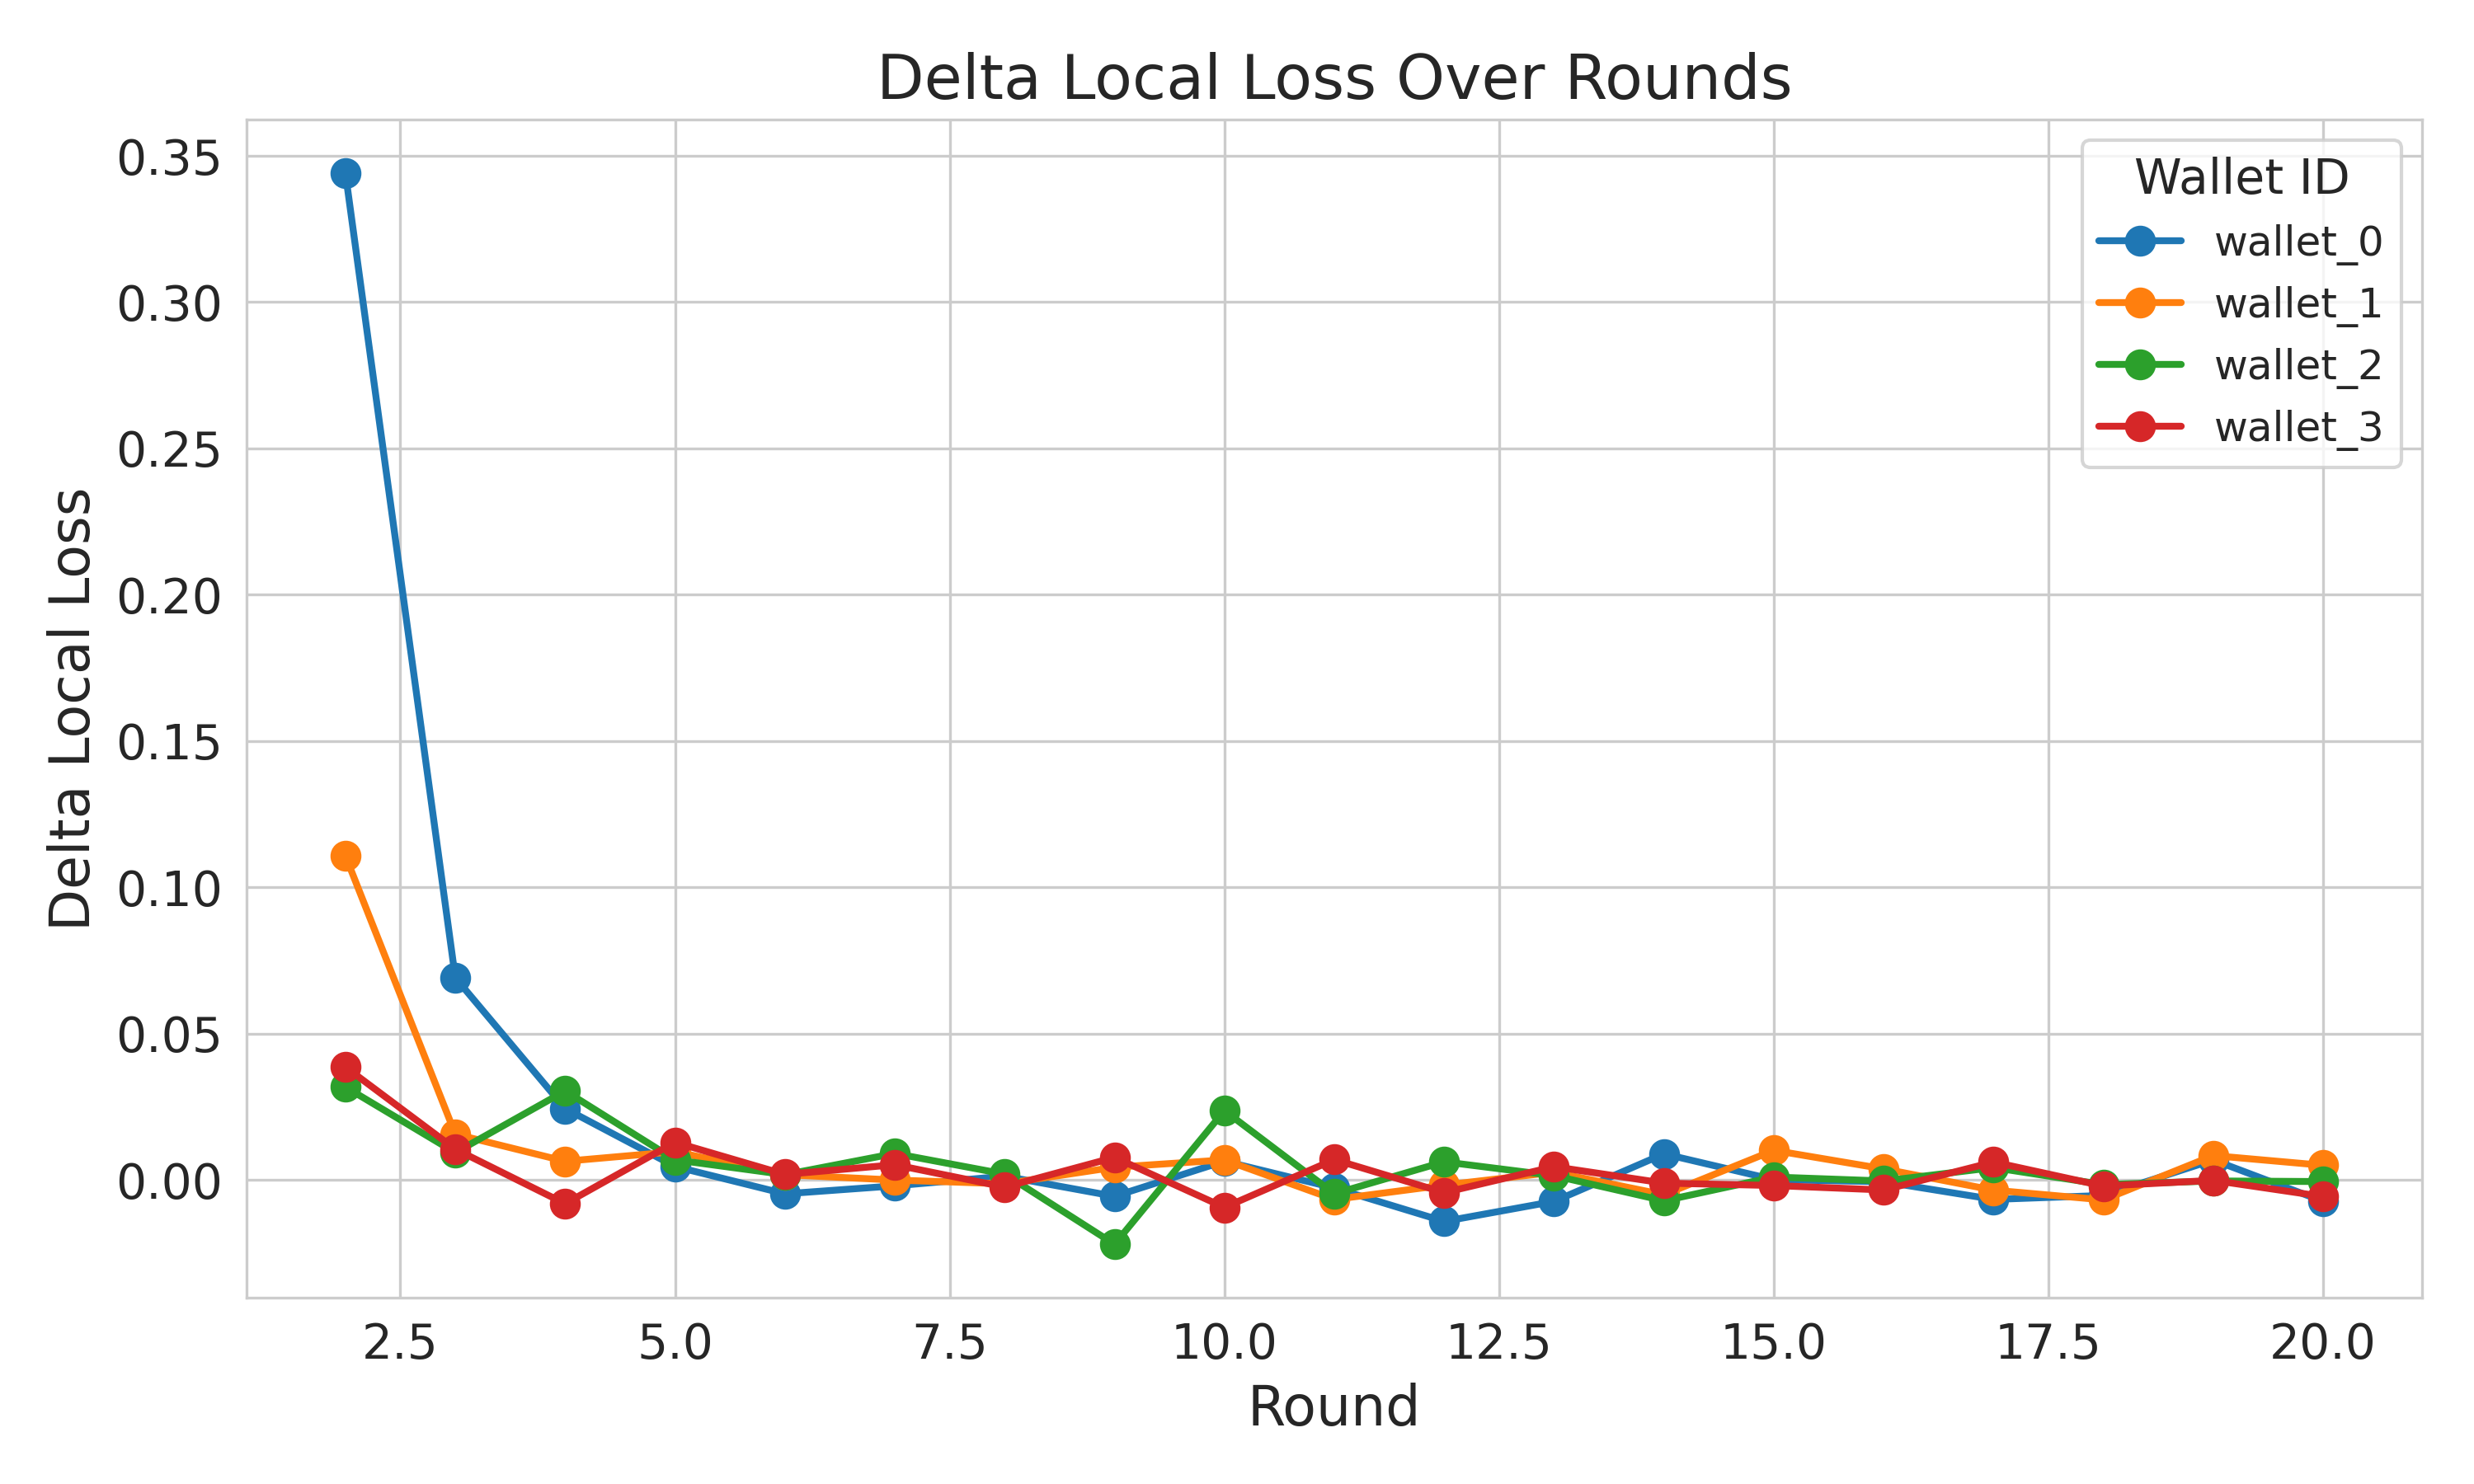 Delta Local Loss Over Rounds
Delta Local Loss
0.35
0.30
0.25
0.20
0.15
0.10
0.05
0.00
Wallet ID
wallet_0
wallet_1
wallet_2
wallet_3
2.5 5.0 7.5 10.0 12.5 15.0 17.5 20.0
Round